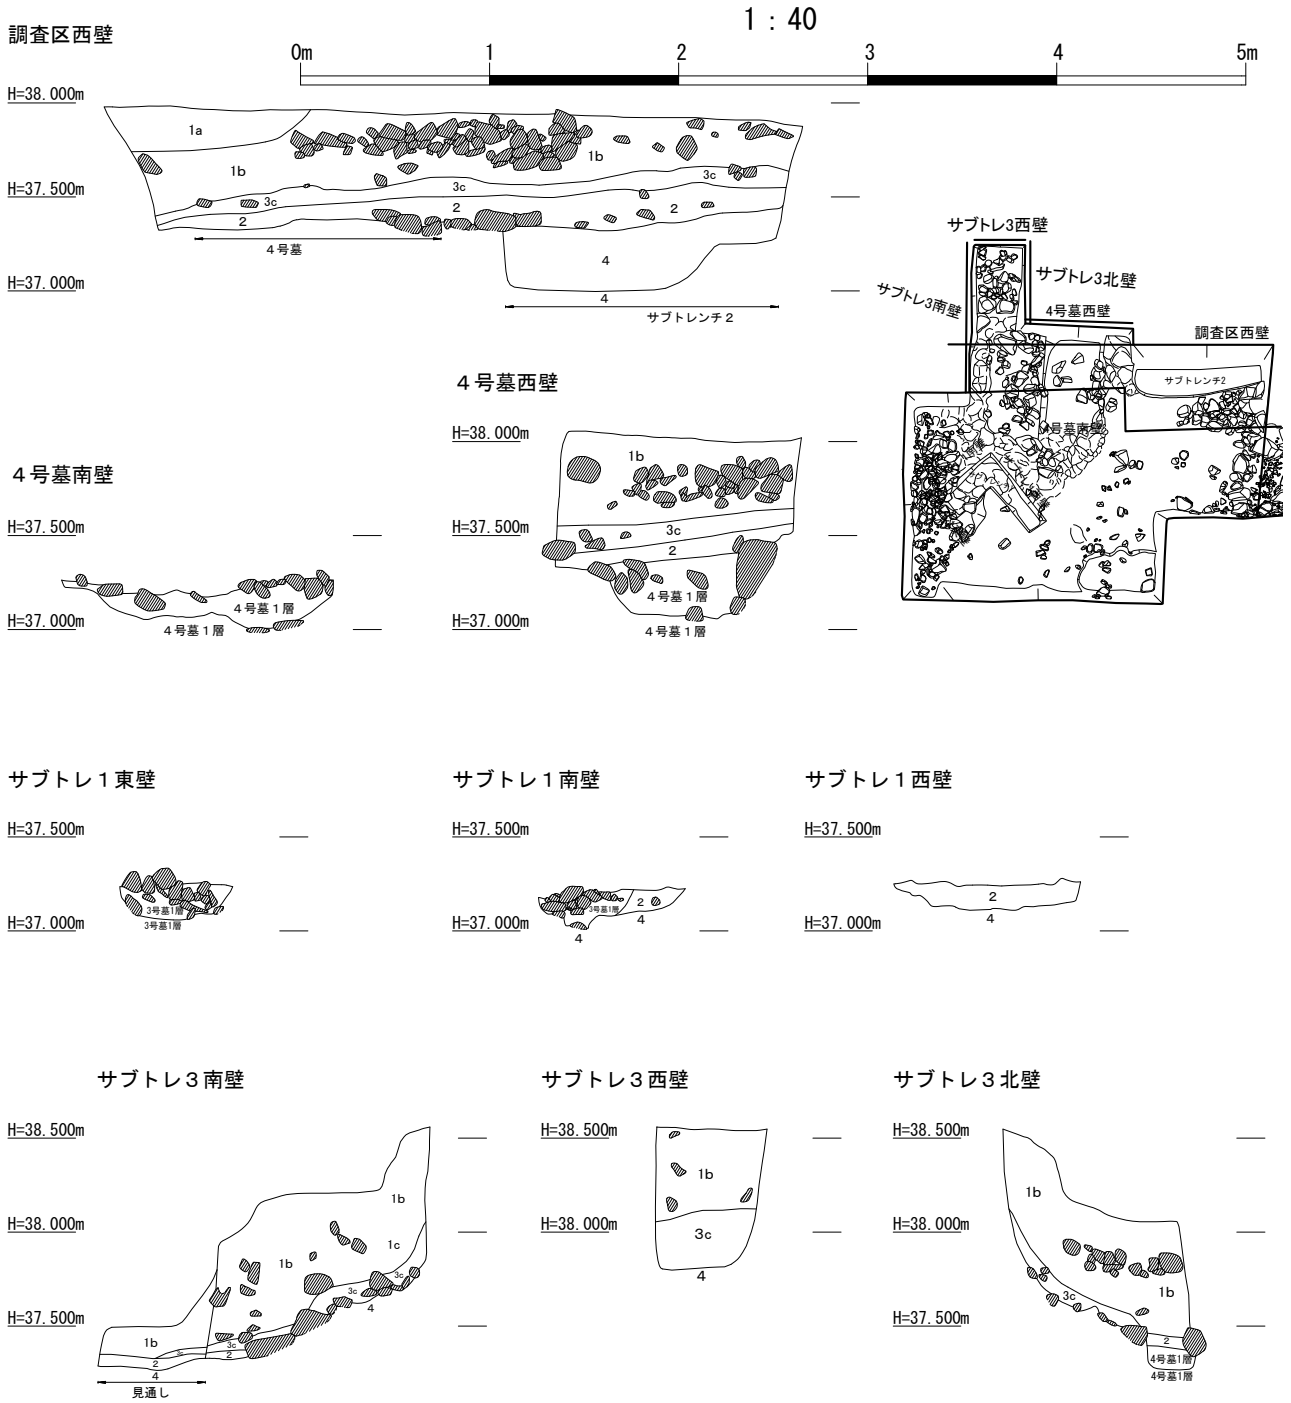 1：40
調査区西壁
0m 1 2 3 4 5m
H=38.000m
1a
1b
1b
H=37.500m
3c
3c
3c
2
2
2
4号墓
4
H=37.000m
4
サブトレンチ2
サブトレ3西壁
サブトレ3北壁
サブトレ3南壁
4号墓西壁
調査区西壁
サブトレンチ2
4号墓南壁
４号墓西壁
H=38.000m
1b
H=37.500m
3c
2
4号墓1層
H=37.000m
4号墓1層
４号墓南壁
H=37.500m
4号墓1層
H=37.000m
4号墓1層
サブトレ１東壁
H=37.500m
3号墓1層
H=37.000m
3号墓1層
サブトレ１南壁
H=37.500m
3号墓1層
2
4
H=37.000m
4
サブトレ１西壁
H=37.500m
2
H=37.000m
4
サブトレ３南壁
H=38.500m
1b
H=38.000m
1c
1b
3c
3c
4
H=37.500m
1b
3c
3c
2
2
4
見通し
サブトレ３西壁
H=38.500m
1b
H=38.000m
3c
4
サブトレ３北壁
H=38.500m
1b
H=38.000m
1b
3c
H=37.500m
2
4号墓1層
4号墓1層